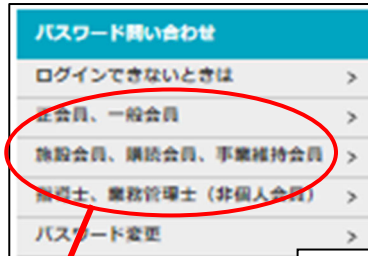 パスワード問い合わせ
ログインできないときは >
正会員、一般会員 >
施設会員、購読会員、事業維持会員 >
指導士、業務管理士（非個人会員） >
パスワード変更 >